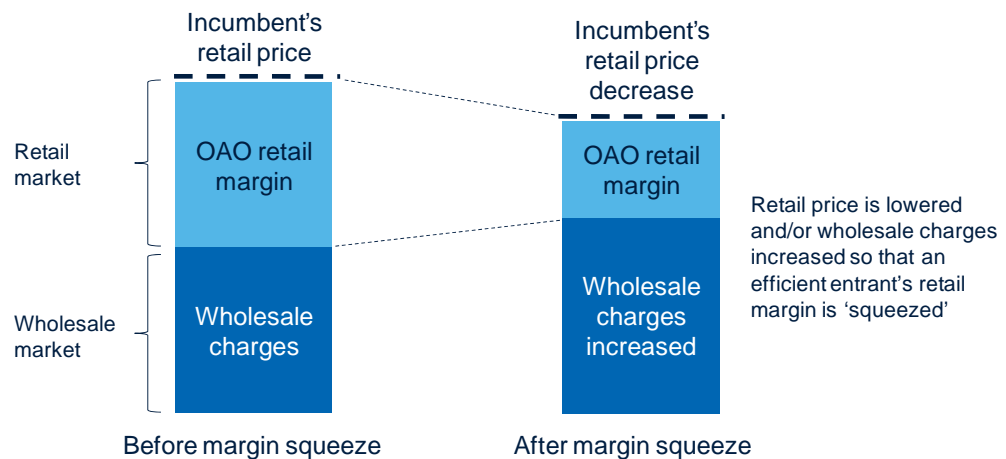 Incumbent's
retail price
Incumbent's
retail price
decrease
Retail
market
OAO retail
margin
OAO retail
margin
Retail price is lowered
and/or wholesale charges
increased so that an
efficient entrant's retail
margin is ‘squeezed’
Wholesale
market
Wholesale
charges
Wholesale
charges
increased
Before margin squeeze
After margin squeeze